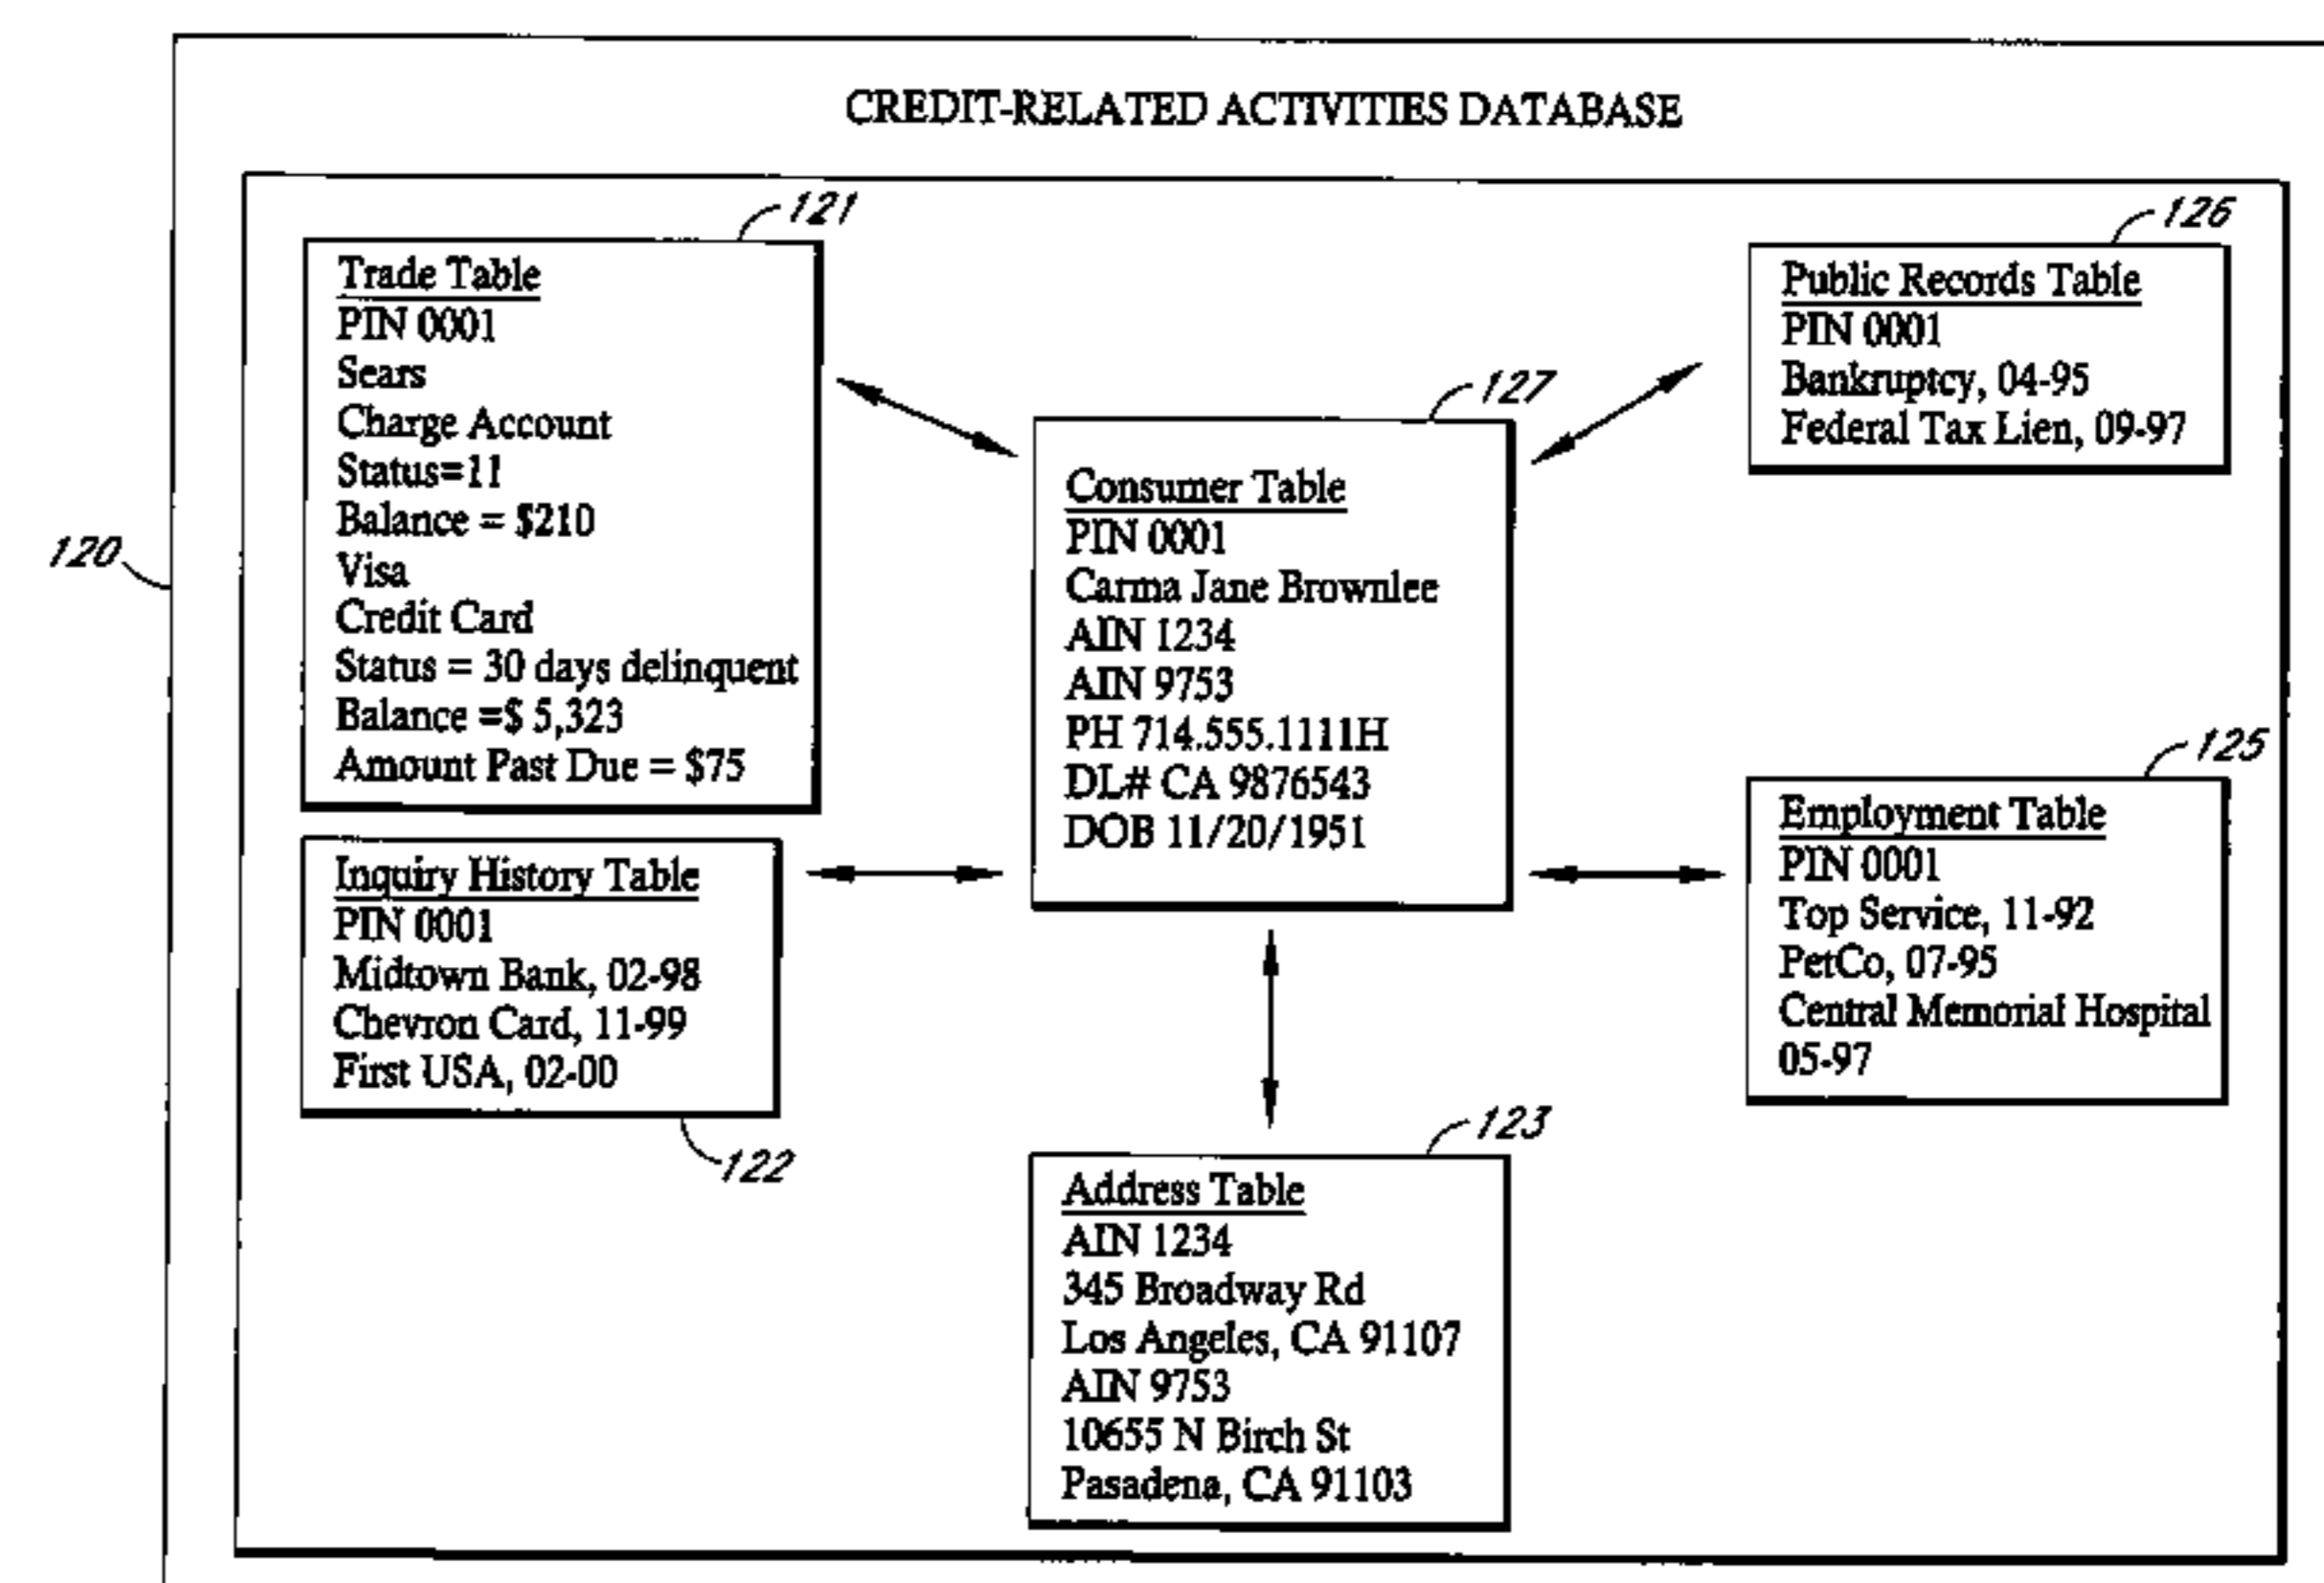 CREDIT-RELATED ACTIVITIES DATABASE
120
121
Trade Table
PIN 0001
Sears
Charge Account
Status=11
Balance = $210
Visa
Credit Card
Status = 30 days delinquent
Balance =$ 5,323
Amount Past Due = $75
Inquiry History Table
PIN 0001
Midtown Bank, 02-98
Chevron Card, 11-99
First USA, 02-00
122
127
Consumer Table
PIN 0001
Carma Jane Brownlee
AIN 1234
AIN 9753
PH 714.555.1111H
DL# CA 9876543
DOB 11/20/1951
123
Address Table
AIN 1234
345 Broadway Rd
Los Angeles, CA 91107
AIN 9753
10655 N Birch St
Pasadena, CA 91103
126
Public Records Table
PIN 0001
Bankruptcy, 04-95
Federal Tax Lien, 09-97
125
Employment Table
PIN 0001
Top Service, 11-92
PetCo, 07-95
Central Memorial Hospital
05-97